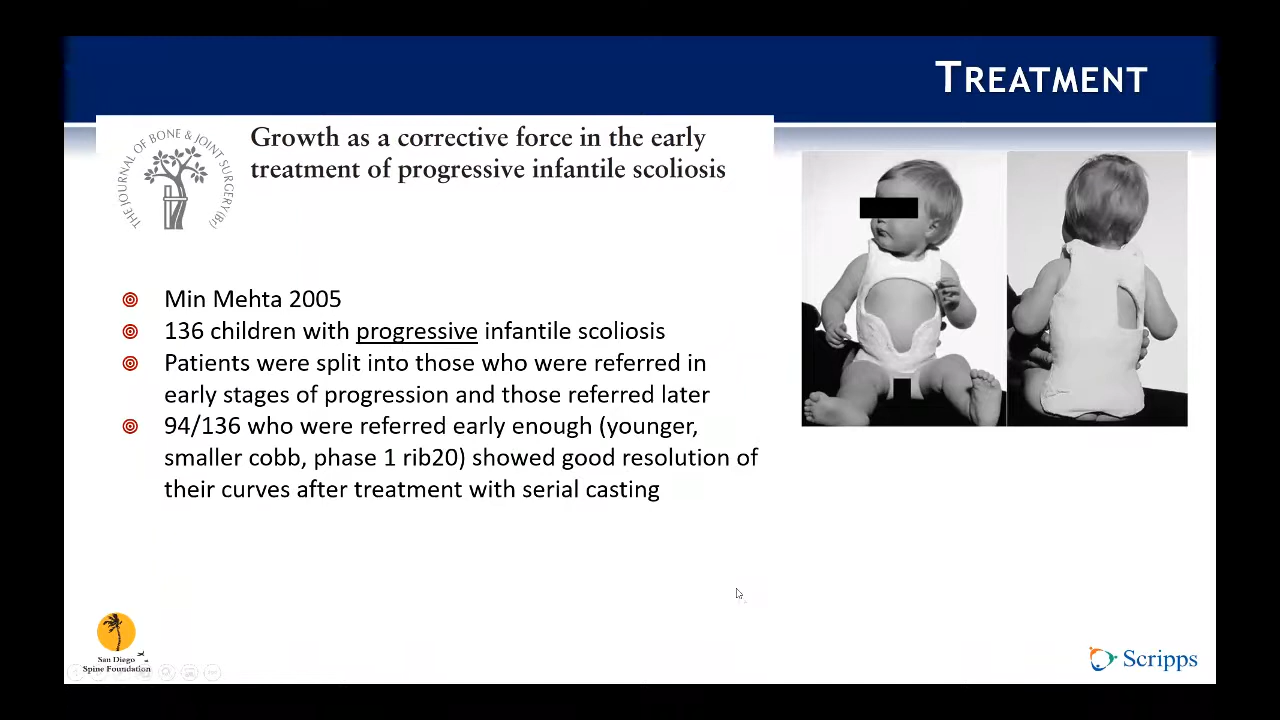 TREATMENT
THE JOURNAL OF BONE & JOINT SURGERY(Br)
Growth as a corrective force in the early
treatment of progressive infantile scoliosis
Min Mehta 2005
136 children with progressive infantile scoliosis
Patients were split into those who were referred in
early stages of progression and those referred later
94/136 who were referred early enough (younger,
smaller cobb, phase 1 rib20) showed good resolution of
their curves after treatment with serial casting
San Diego
Spine Foundation
Scripps